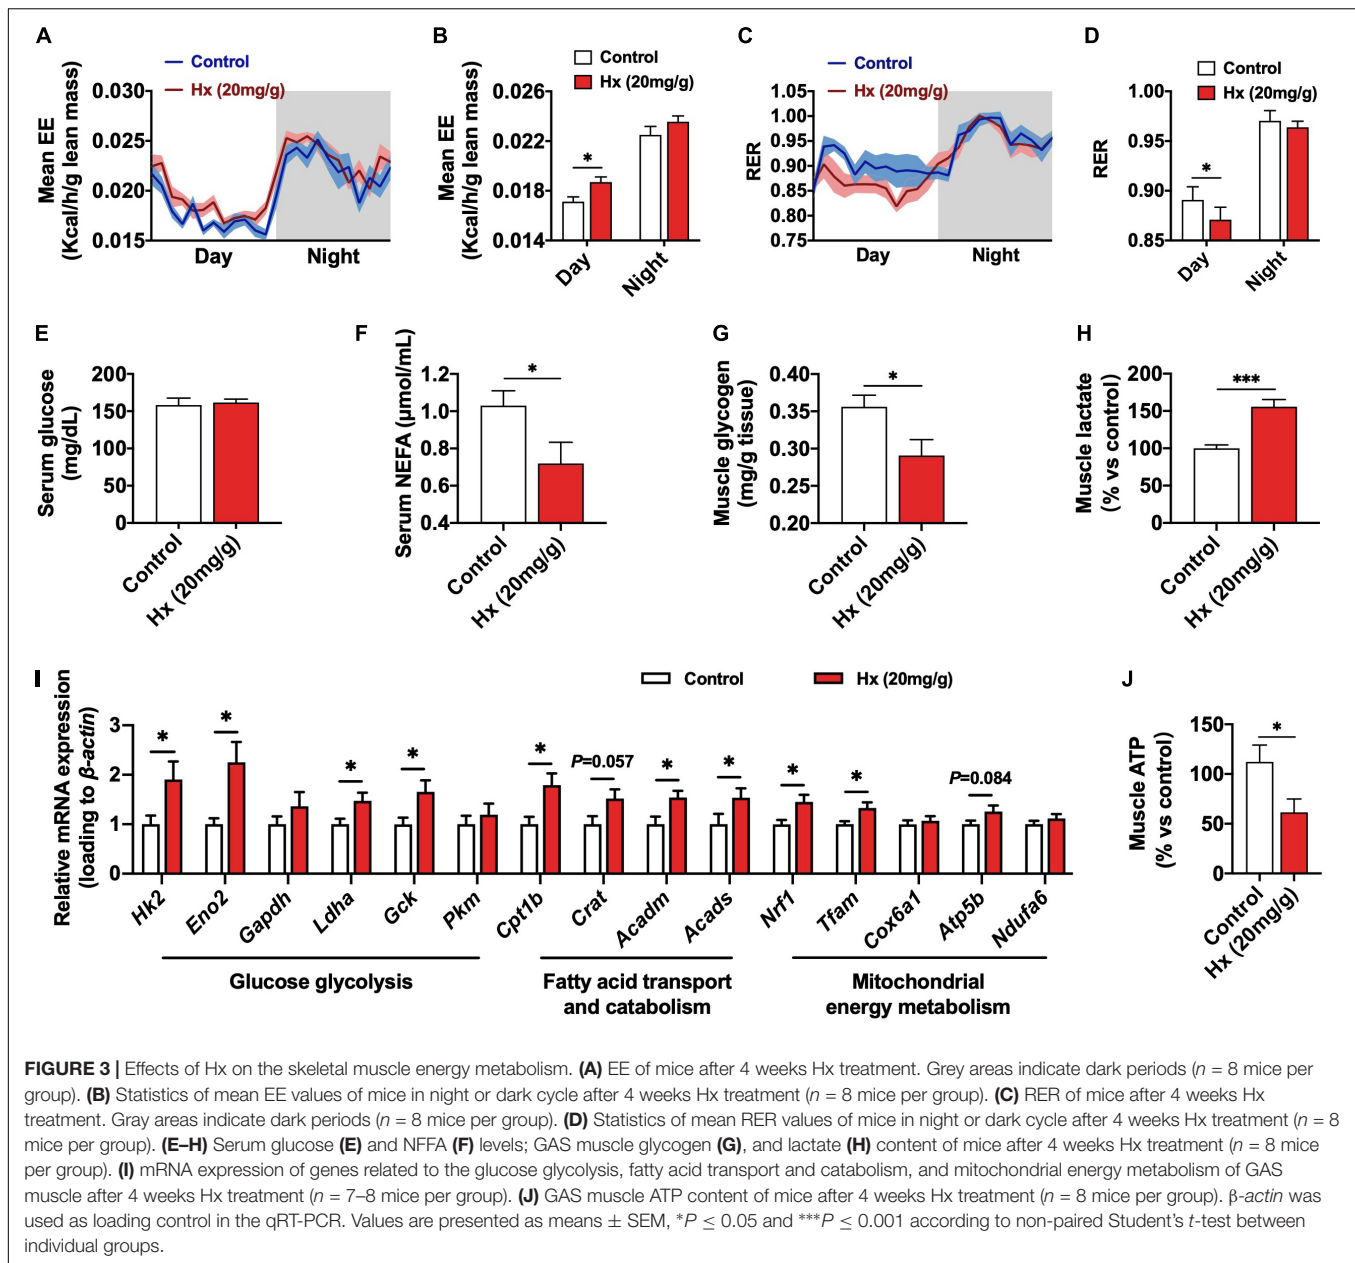 A
Control
Hx (20mg/g)
Mean EE
(Kcal/h/g lean mass)
0.030
0.025
0.020
0.015
Day Night
B
Control
Hx (20mg/g)
Mean EE
(Kcal/h/g lean mass)
0.026
0.022
0.018
0.014
*
Day Night
C
Control
Hx (20mg/g)
RER
1.05
1.00
0.95
0.90
0.85
0.80
0.75
Day Night
D
Control
Hx (20mg/g)
RER
1.00
0.95
0.90
0.85
*
Day Night
E
Serum glucose
(mg/dL)
200
150
100
50
0
Control
Hx (20mg/g)
F
Serum NEFA (µmol/mL)
1.2
1.0
0.8
0.6
0.4
*
Control
Hx (20mg/g)
G
Muscle glycogen
(mg/g tissue)
0.40
0.35
0.30
0.25
0.20
*
Control
Hx (20mg/g)
H
Muscle lactate
(% vs control)
200
150
100
50
0
***
Control
Hx (20mg/g)
I
Control Hx (20mg/g)
Relative mRNA expression
(loading to β-actin)
3
2
1
0
* * * * * P=0.057 * * * * P=0.084
Hk2 Eno2 Gapdh Ldha Gck Pkm Cpt1b Crat Acadm Acads Nrf1 Tfam Cox6a1 Atp5b Ndufa6
Glucose glycolysis
Fatty acid transport
and catabolism
Mitochondrial
energy metabolism
J
Muscle ATP
(% vs control)
150
100
50
0
*
Control
Hx (20mg/g)
FIGURE 3 | Effects of Hx on the skeletal muscle energy metabolism. (A) EE of mice after 4 weeks Hx treatment. Grey areas indicate dark periods (n = 8 mice per
group). (B) Statistics of mean EE values of mice in night or dark cycle after 4 weeks Hx treatment (n = 8 mice per group). (C) RER of mice after 4 weeks Hx
treatment. Gray areas indicate dark periods (n = 8 mice per group). (D) Statistics of mean RER values of mice in night or dark cycle after 4 weeks Hx treatment (n = 8
mice per group). (E–H) Serum glucose (E) and NFFA (F) levels; GAS muscle glycogen (G), and lactate (H) content of mice after 4 weeks Hx treatment (n = 8 mice
per group). (I) mRNA expression of genes related to the glucose glycolysis, fatty acid transport and catabolism, and mitochondrial energy metabolism of GAS
muscle after 4 weeks Hx treatment (n = 7–8 mice per group). (J) GAS muscle ATP content of mice after 4 weeks Hx treatment (n = 8 mice per group). β-actin was
used as loading control in the qRT-PCR. Values are presented as means ± SEM, *P ≤ 0.05 and ***P ≤ 0.001 according to non-paired Student's t-test between
individual groups.